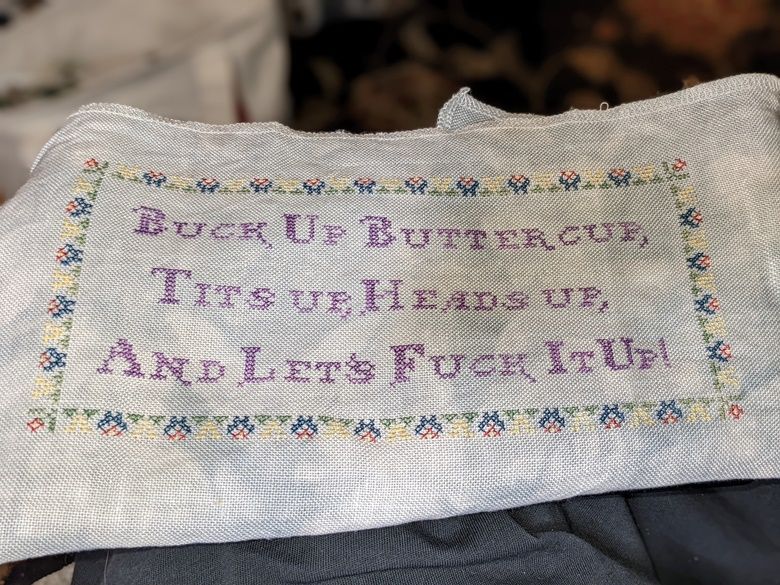 Buck Up Buttercup,
Tits up, Heads up,
And Let's Fuck It Up!